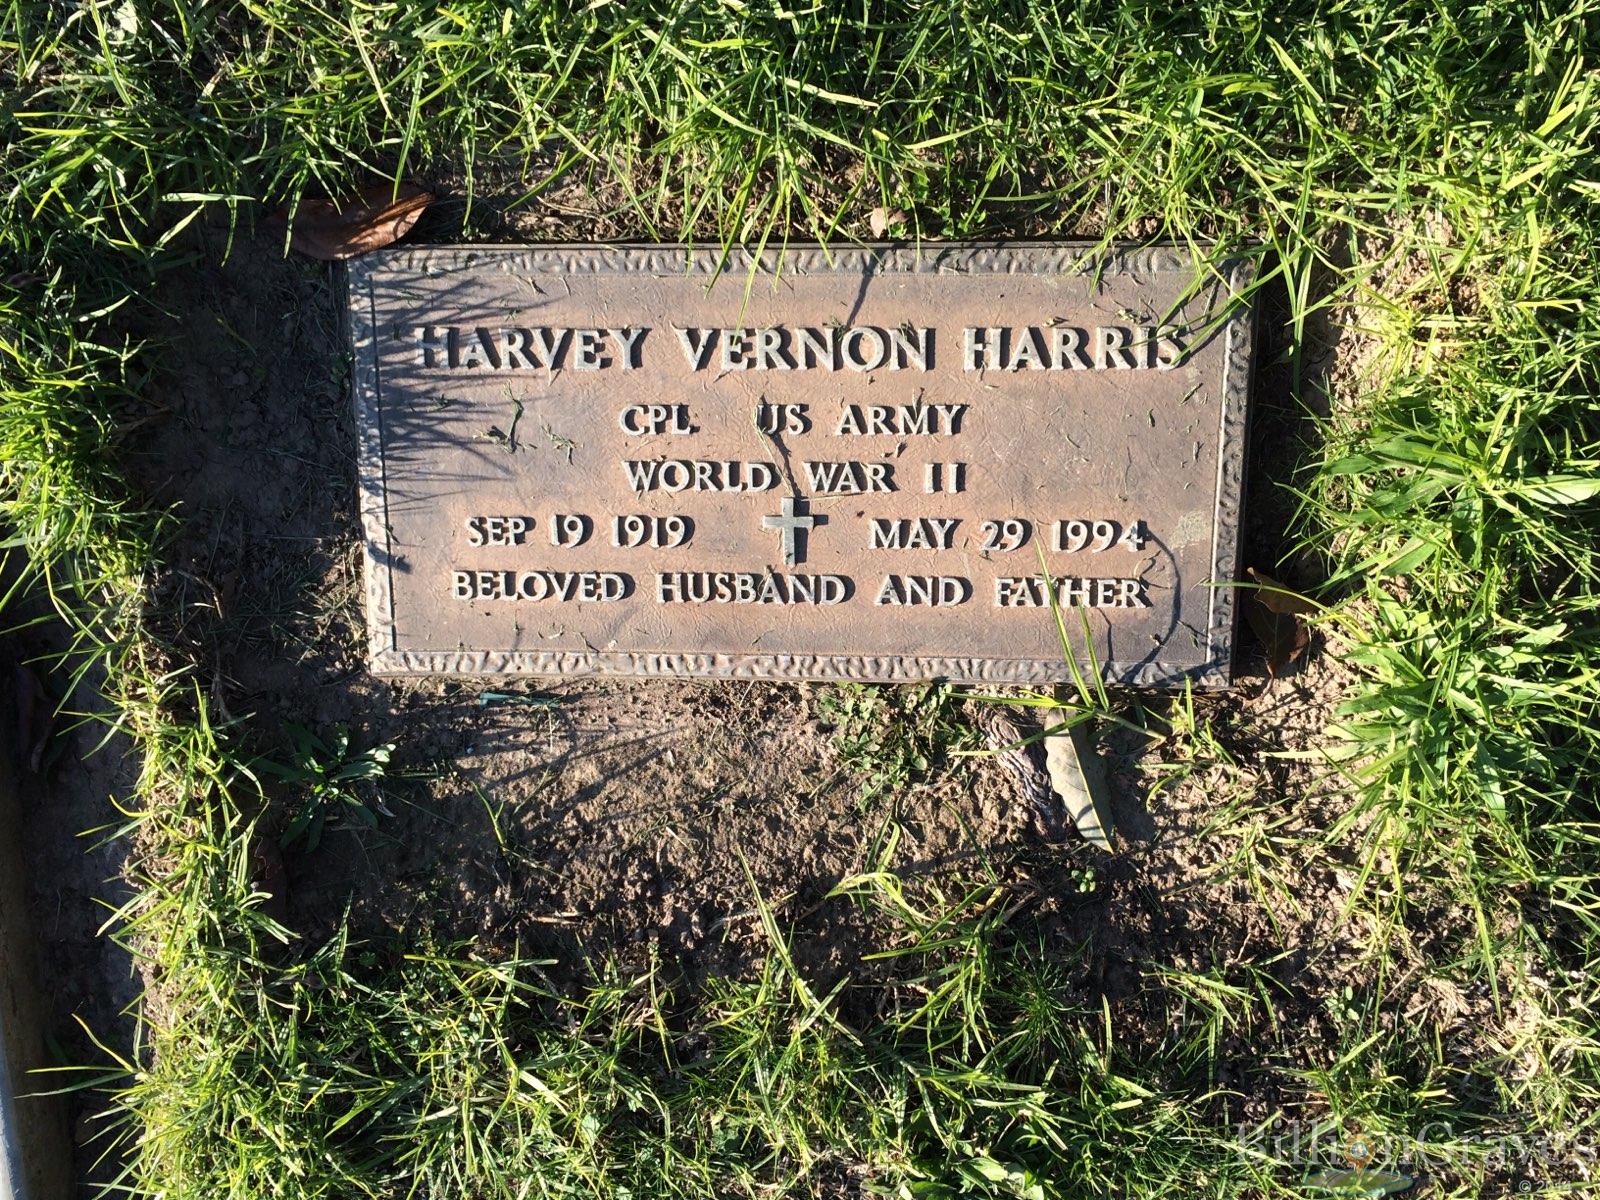 HARVEY VERNON HARRIS
CPL US ARMY
WORLD WAR II
SEP 19 1919 MAY 29 1994
BELOVED HUSBAND AND FATHER
BillionGraves